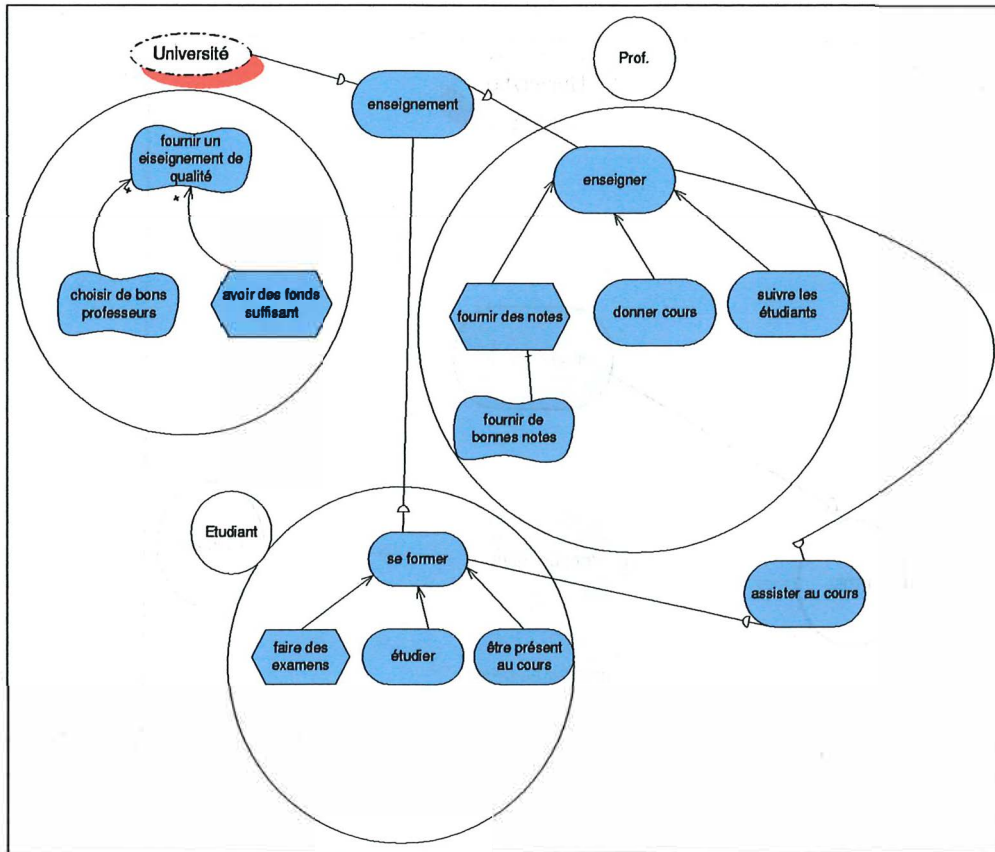 Université
Prof.
enseignement
fournir un
eiseignement de
qualité
enseigner
choisir de bons
professeurs
avoir des fonds
suffisant
fournir des notes
donner cours
suivre les
étudiants
fournir de
bonnes notes
Etudiant
se former
assister au cours
faire des
examens
étudier
être présent
au cours